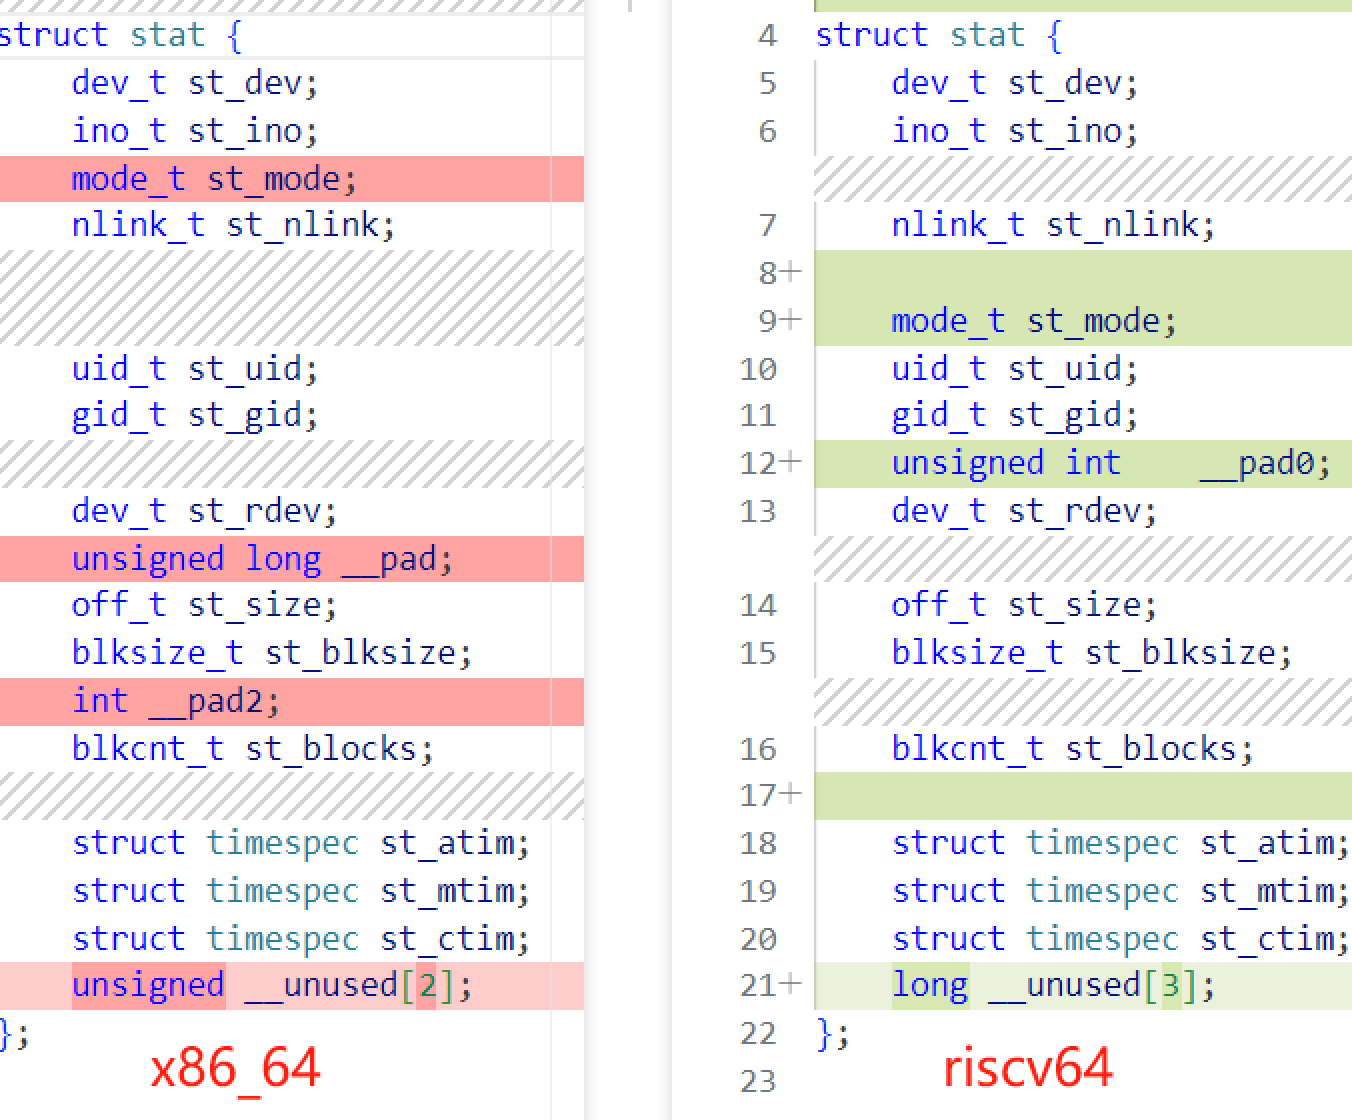 struct stat {
dev_t st_dev;
ino_t st_ino;
mode_t st_mode;
nlink_t st_nlink;
uid_t st_uid;
gid_t st_gid;
dev_t st_rdev;
unsigned long __pad;
off_t st_size;
blksize_t st_blksize;
int __pad2;
blkcnt_t st_blocks;
struct timespec st_atim;
struct timespec st_mtim;
struct timespec st_ctim;
unsigned __unused[2];
};
x86_64
4 struct stat {
5 dev_t st_dev;
6 ino_t st_ino;
7 nlink_t st_nlink;
8+
9+ mode_t st_mode;
10 uid_t st_uid;
11 gid_t st_gid;
12+ unsigned int    __pad0;
13 dev_t st_rdev;
14 off_t st_size;
15 blksize_t st_blksize;
16 blkcnt_t st_blocks;
17+
18 struct timespec st_atim;
19 struct timespec st_mtim;
20 struct timespec st_ctim;
21+ long __unused[3];
22 };
23
riscv64